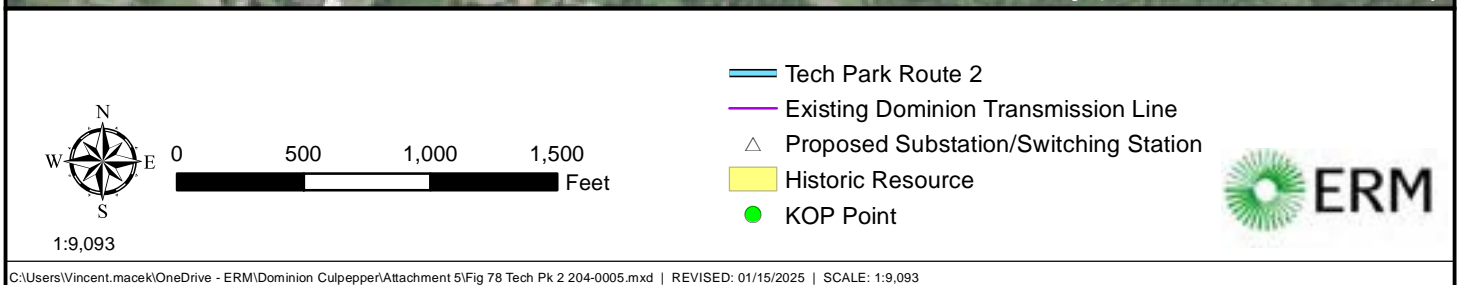 Tech Park Route 2
Existing Dominion Transmission Line
Proposed Substation/Switching Station
Historic Resource
KOP Point
N
W E
S
0 500 1,000 1,500
Feet
1:9,093
ERM
C:\Users\Vincent.macek\OneDrive - ERM\Dominion Culpepper\Attachment 5\Fig 78 Tech Pk 2 204-0005.mxd | REVISED: 01/15/2025 | SCALE: 1:9,093